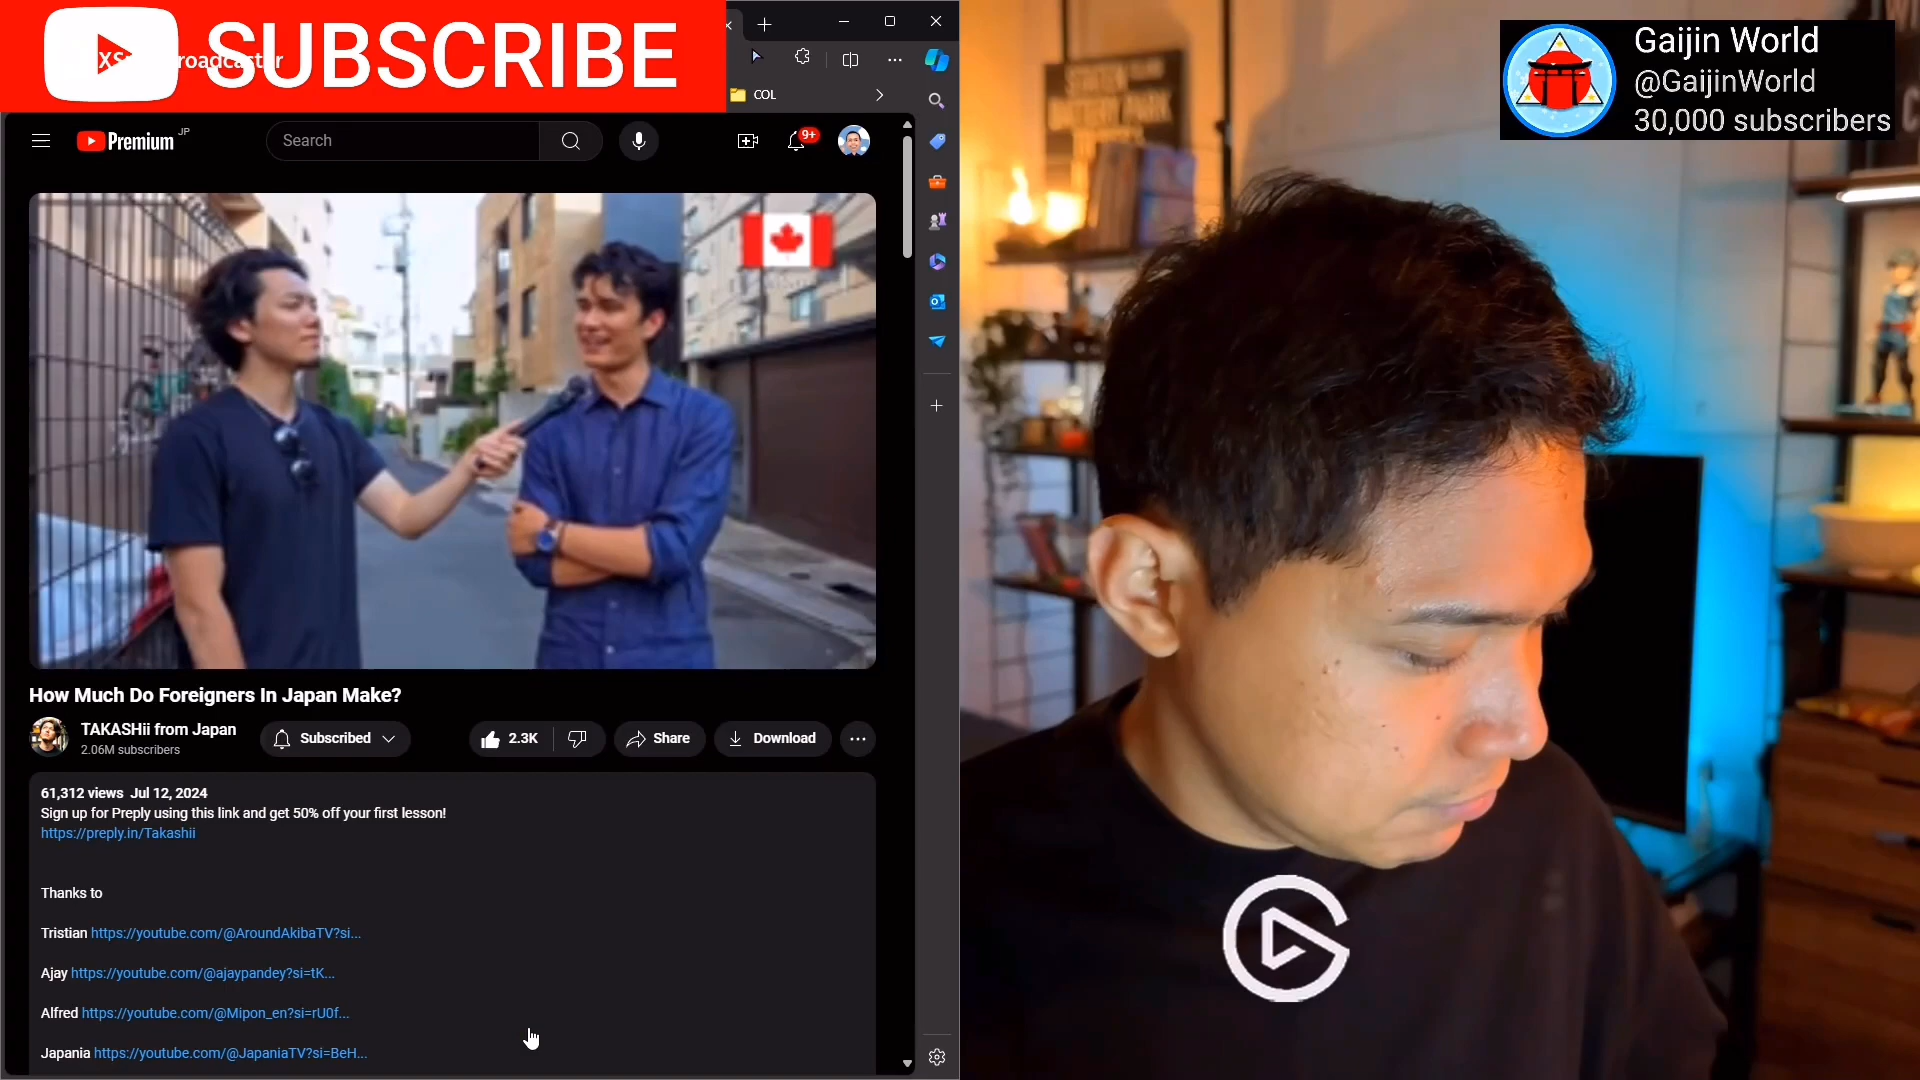 SUBSCRIBE
COL
Premium JP
Search
9+
How Much Do Foreigners In Japan Make?
TAKASHii from Japan
2.06M subscribers
Subscribed
2.3K
Share
Download
61,312 views Jul 12, 2024
Sign up for Preply using this link and get 50% off your first lesson!
https://preply.in/Takashii
Thanks to
Tristian https://youtube.com/@AroundAkibaTV?si...
Ajay https://youtube.com/@ajaypandey?si=tK...
Alfred https://youtube.com/@Mipon_en?si=rU0f...
Japania https://youtube.com/@JapaniaTV?si=BeH...
Gaijin World
@GaijinWorld
30,000 subscribers
BATTERY PARK